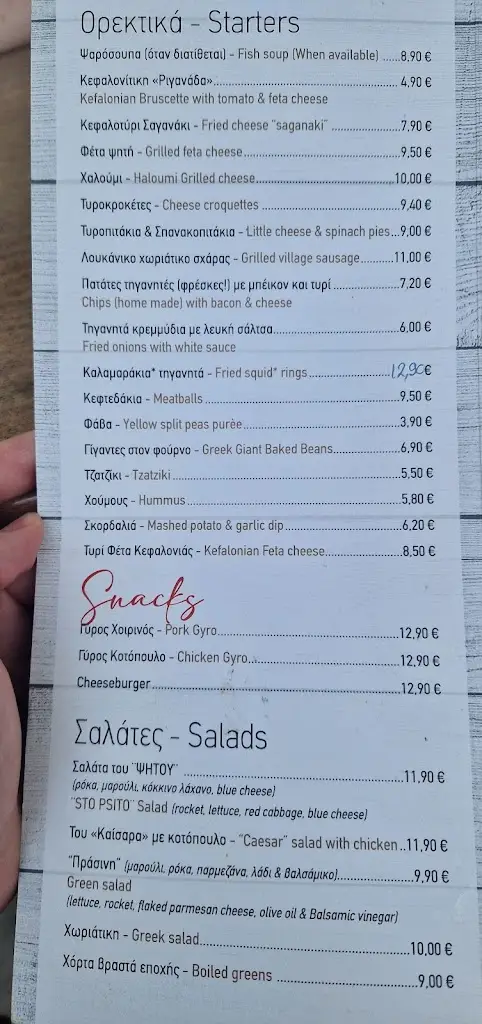 Ορεκτικά - Starters
Ψαρόσουπα (όταν διατίθεται) - Fish soup (When available) ......8,90 €
Κεφαλονίτικη «Ριγανάδα»..............................4,90 €
Kefalonian Bruscette with tomato & feta cheese
Κεφαλοτύρι Σαγανάκι - Fried cheese "saganaki" ....................7,90 €
Φέτα ψητή - Grilled feta cheese..............................9,50 €
Χαλούμι - Haloumi Grilled cheese..............................10,00 €
Τυροκροκέτες - Cheese croquettes ..............................9,40 €
Τυροπιτάκια & Σπανακοπιτάκια - Little cheese & spinach pies...9,00 €
Λουκάνικο χωριάτικο σχάρας - Grilled village sausage..........11,00 €
Πατάτες τηγανητές (φρέσκες!) με μπέικον και τυρί ....................7,20 €
Chips (home made) with bacon & cheese
Τηγανητά κρεμμύδια με λευκή σάλτσα..............................6,00 €
Fried onions with white sauce
Καλαμαράκια* τηγανητά - Fried squid* rings....................12,90€
Κεφτεδάκια - Meatballs..............................9,50 €
Φάβα - Yellow split peas purèe..............................3,90 €
Γίγαντες στον φούρνο - Greek Giant Baked Beans....................6,90 €
Τζατζίκι - Tzatziki..............................5,50 €
Χούμους - Hummus..............................5,80 €
Σκορδαλιά - Mashed potato & garlic dip..............................6,20 €
Τυρί Φέτα Κεφαλονιάς - Kefalonian Feta cheese....................8,50 €
Snacks
Γύρος Χοιρινός - Pork Gyro..............................12,90 €
Γύρος Κοτόπουλο - Chicken Gyro..............................12,90 €
Cheeseburger..............................12,90 €
Σαλάτες - Salads
Σαλάτα του ¨ΨΗΤΟΥ¨ ..............................11,90 €
(ρόκα, μαρούλι, κόκκινο λάχανο, blue cheese)
¨STO PSITO¨ Salad (rocket, lettuce, red cabbage, blue cheese)
Του «Καίσαρα» με κοτόπουλο - "Caesar" salad with chicken..11,90 €
"Πράσινη" (μαρούλι, ρόκα, παρμεζάνα, λάδι & βαλσάμικο)....................9,90 €
Green salad
(lettuce, rocket, flaked parmesan cheese, olive oil & Balsamic vinegar)
Χωριάτικη - Greek salad..............................10,00 €
Χόρτα βραστά εποχής - Boiled greens ..............................9,00 €